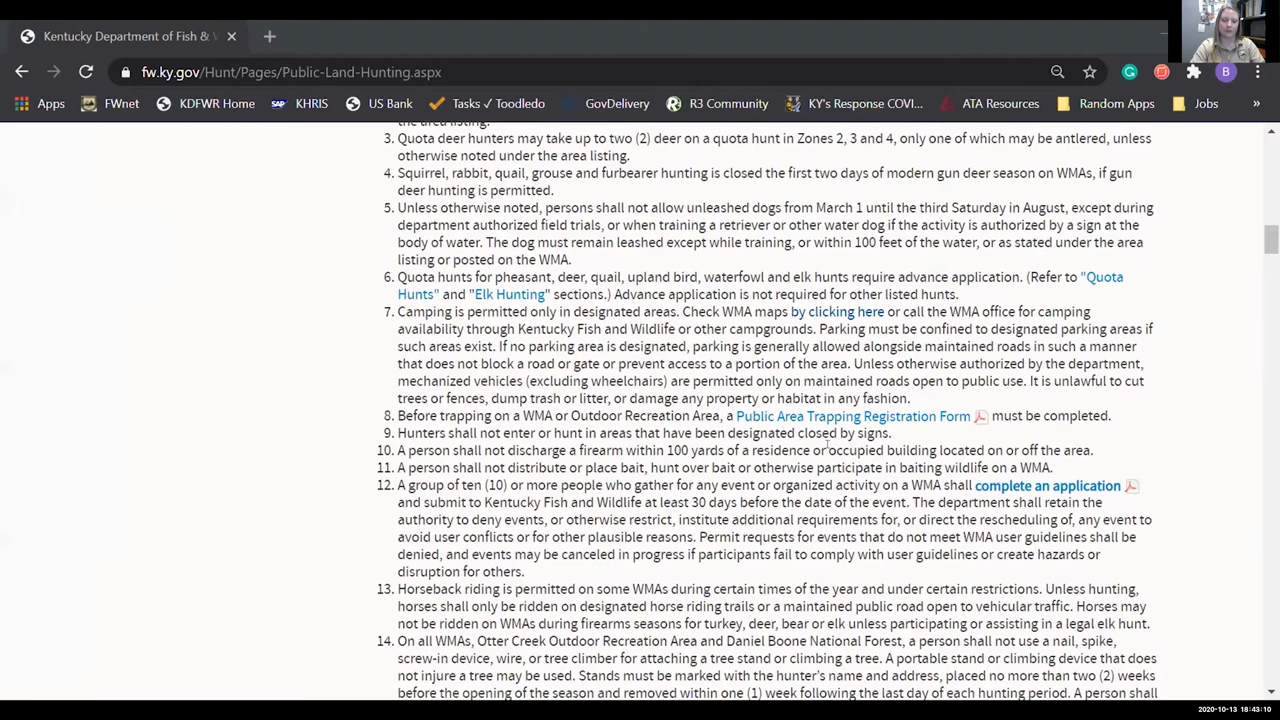 Kentucky Department of Fish & W
fw.ky.gov/Hunt/Pages/Public-Land-Hunting.aspx
B
Apps FWnet KDFWR Home KHRIS US Bank Tasks ✓ Toodledo GovDelivery R3 Community KY's Response COVI... ATA Resources Random Apps Jobs »
the area listing.
3. Quota deer hunters may take up to two (2) deer on a quota hunt in Zones 2, 3 and 4, only one of which may be antlered, unless
otherwise noted under the area listing.
4. Squirrel, rabbit, quail, grouse and furbearer hunting is closed the first two days of modern gun deer season on WMAs, if gun
deer hunting is permitted.
5. Unless otherwise noted, persons shall not allow unleashed dogs from March 1 until the third Saturday in August, except during
department authorized field trials, or when training a retriever or other water dog if the activity is authorized by a sign at the
body of water. The dog must remain leashed except while training, or within 100 feet of the water, or as stated under the area
listing or posted on the WMA.
6. Quota hunts for pheasant, deer, quail, upland bird, waterfowl and elk hunts require advance application. (Refer to "Quota
Hunts" and "Elk Hunting" sections.) Advance application is not required for other listed hunts.
7. Camping is permitted only in designated areas. Check WMA maps by clicking here or call the WMA office for camping
availability through Kentucky Fish and Wildlife or other campgrounds. Parking must be confined to designated parking areas if
such areas exist. If no parking area is designated, parking is generally allowed alongside maintained roads in such a manner
that does not block a road or gate or prevent access to a portion of the area. Unless otherwise authorized by the department,
mechanized vehicles (excluding wheelchairs) are permitted only on maintained roads open to public use. It is unlawful to cut
trees or fences, dump trash or litter, or damage any property or habitat in any fashion.
8. Before trapping on a WMA or Outdoor Recreation Area, a Public Area Trapping Registration Form must be completed.
9. Hunters shall not enter or hunt in areas that have been designated closed by signs.
10. A person shall not discharge a firearm within 100 yards of a residence or occupied building located on or off the area.
11. A person shall not distribute or place bait, hunt over bait or otherwise participate in baiting wildlife on a WMA.
12. A group of ten (10) or more people who gather for any event or organized activity on a WMA shall complete an application
and submit to Kentucky Fish and Wildlife at least 30 days before the date of the event. The department shall retain the
authority to deny events, or otherwise restrict, institute additional requirements for, or direct the rescheduling of, any event to
avoid user conflicts or for other plausible reasons. Permit requests for events that do not meet WMA user guidelines shall be
denied, and events may be canceled in progress if participants fail to comply with user guidelines or create hazards or
disruption for others.
13. Horseback riding is permitted on some WMAs during certain times of the year and under certain restrictions. Unless hunting,
horses shall only be ridden on designated horse riding trails or a maintained public road open to vehicular traffic. Horses may
not be ridden on WMAs during firearms seasons for turkey, deer, bear or elk unless participating or assisting in a legal elk hunt.
14. On all WMAs, Otter Creek Outdoor Recreation Area and Daniel Boone National Forest, a person shall not use a nail, spike,
screw-in device, wire, or tree climber for attaching a tree stand or climbing a tree. A portable stand or climbing device that does
not injure a tree may be used. Stands must be marked with the hunter's name and address, placed no more than two (2) weeks
before the opening of the season and removed within one (1) week following the last day of each hunting period. A person shall
2020-10-13 18:43:10